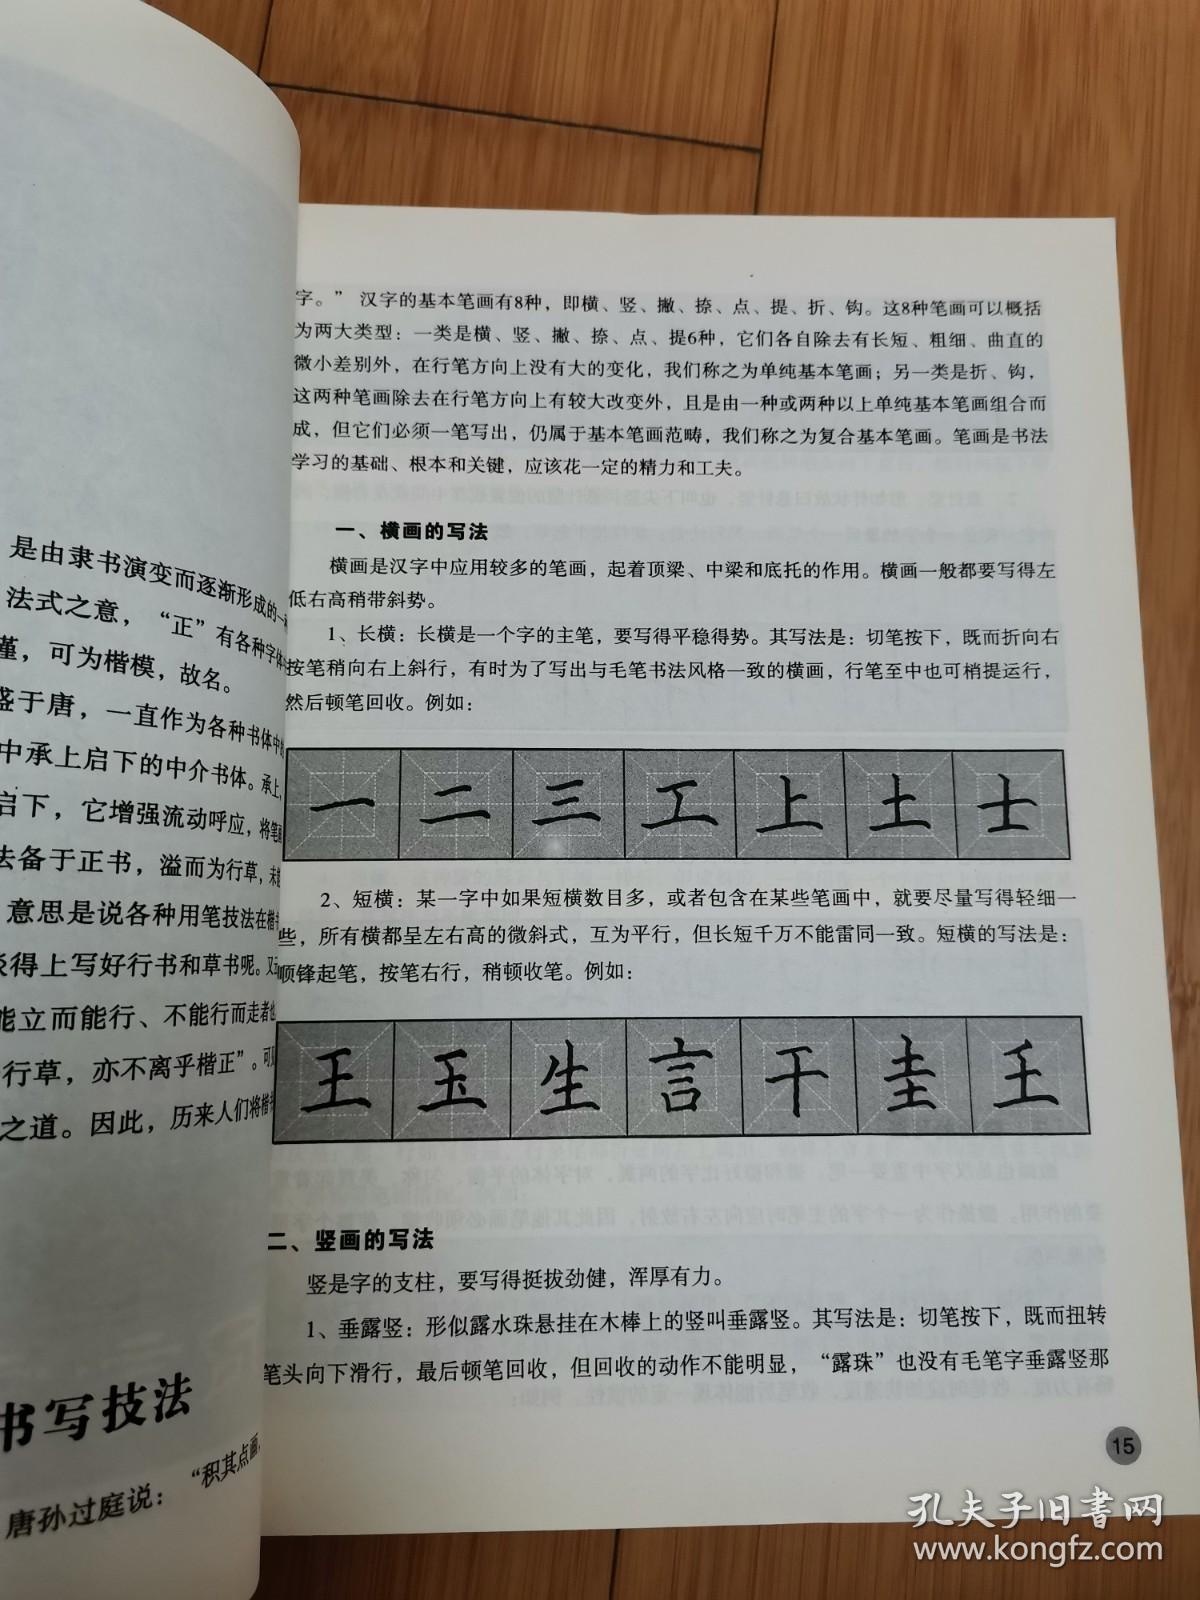 是由隶书演变而逐渐形成的一种
法式之意，“正”有各种字体
谨，可为楷模，故名。
盛于唐，一直作为各种书体中
中承上启下的中介书体。承上，
启下，它增强流动呼应，将笔画
法备于正书，溢而为行草，未
意思是说各种用笔技法在楷书
谈得上写好行书和草书呢。又云
能立而能行、不能行而走者也
行草，亦不离乎楷正”。可见
之道。因此，历来人们将楷书
书写技法
唐孙过庭说：“积其点画，
字。” 汉字的基本笔画有8种，即横、竖、撇、捺、点、提、折、钩。这8种笔画可以概括
为两大类型：一类是横、竖、撇、捺、点、提6种，它们各自除去有长短、粗细、曲直的
微小差别外，在行笔方向上没有大的变化，我们称之为单纯基本笔画；另一类是折、钩，
这两种笔画除去在行笔方向上有较大改变外，且是由一种或两种以上单纯基本笔画组合而
成，但它们必须一笔写出，仍属于基本笔画范畴，我们称之为复合基本笔画。笔画是书法
学习的基础、根本和关键，应该花一定的精力和工夫。
一、横画的写法
横画是汉字中应用较多的笔画，起着顶梁、中梁和底托的作用。横画一般都要写得左
低右高稍带斜势。
1、长横：长横是一个字的主笔，要写得平稳得势。其写法是：切笔按下，既而折向右
按笔稍向右上斜行，有时为了写出与毛笔书法风格一致的横画，行笔至中也可梢提运行，
然后顿笔回收。例如：
一 二 三 工 上 土 士
2、短横：某一字中如果短横数目多，或者包含在某些笔画中，就要尽量写得轻细一
些，所有横都呈左右高的微斜式，互为平行，但长短千万不能雷同一致。短横的写法是：
顺锋起笔，按笔右行，稍顿收笔。例如：
王 玉 生 言 干 圭 壬
二、竖画的写法
竖是字的支柱，要写得挺拔劲健，浑厚有力。
1、垂露竖：形似露水珠悬挂在木棒上的竖叫垂露竖。其写法是：切笔按下，既而扭转
笔头向下滑行，最后顿笔回收，但回收的动作不能明显，“露珠”也没有毛笔字垂露竖那
15
孔夫子旧書网
www.kongfz.com